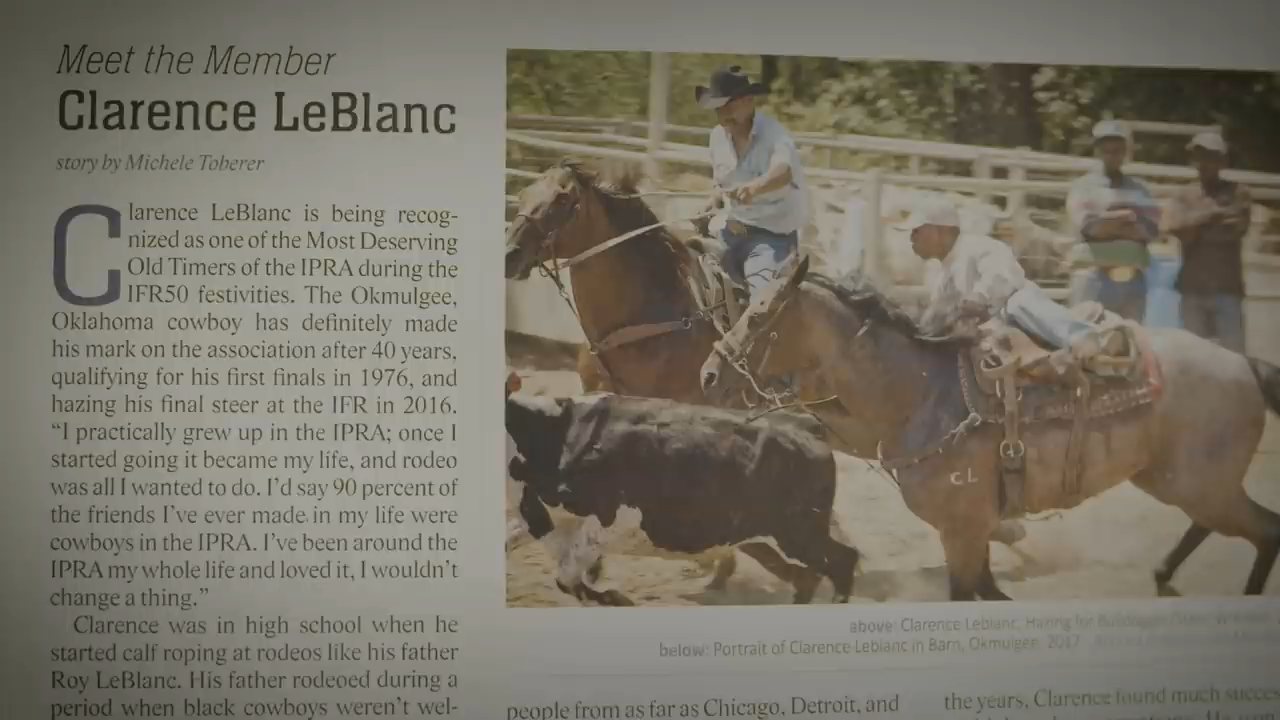 Meet the Member
Clarence LeBlanc
story by Michele Toberer
Clarence LeBlanc is being recog-
nized as one of the Most Deserving
Old Timers of the IPRA during the
IFR50 festivities. The Okmulgee,
Oklahoma cowboy has definitely made
his mark on the association after 40 years,
qualifying for his first finals in 1976, and
hazing his final steer at the IFR in 2016.
“I practically grew up in the IPRA; once I
started going it became my life, and rodeo
was all I wanted to do. I’d say 90 percent of
the friends I’ve ever made in my life were
cowboys in the IPRA. I’ve been around the
IPRA my whole life and loved it, I wouldn’t
change a thing.”
Clarence was in high school when he
started calf roping at rodeos like his father
Roy LeBlanc. His father rodeoed during a
period when black cowboys weren’t wel-
CL
above: Clarence Leblanc, Hazing for Bulldogger
below: Portrait of Clarence Leblanc in Barn, Okmulgee, 2017
people from as far as Chicago, Detroit, and
the years, Clarence found much success